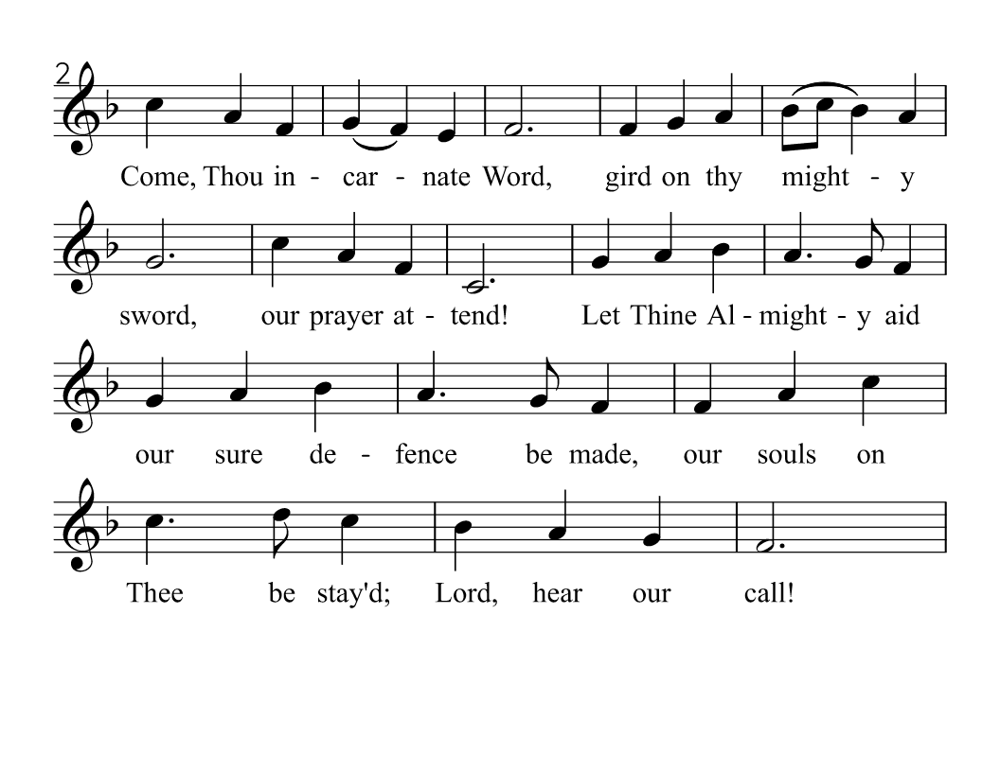 2
Come, Thou in - car - nate Word, gird on thy might - y
sword, our prayer at - tend! Let Thine Al - might - y aid
our sure de - fence be made, our souls on
Thee be stay'd; Lord, hear our call!